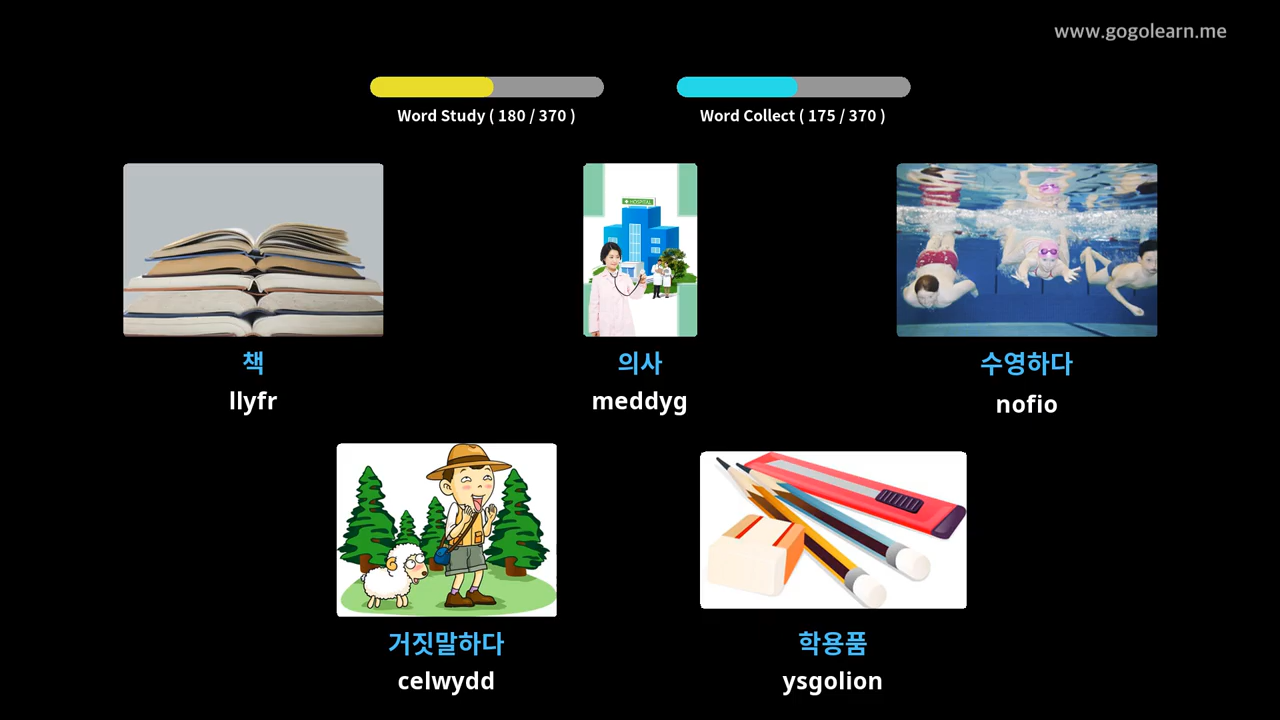 www.gogolearn.me
Word Study ( 180 / 370 )
Word Collect ( 175 / 370 )
HOSPITAL
책
llyfr
의사
meddyg
수영하다
nofio
거짓말하다
celwydd
학용품
ysgolion